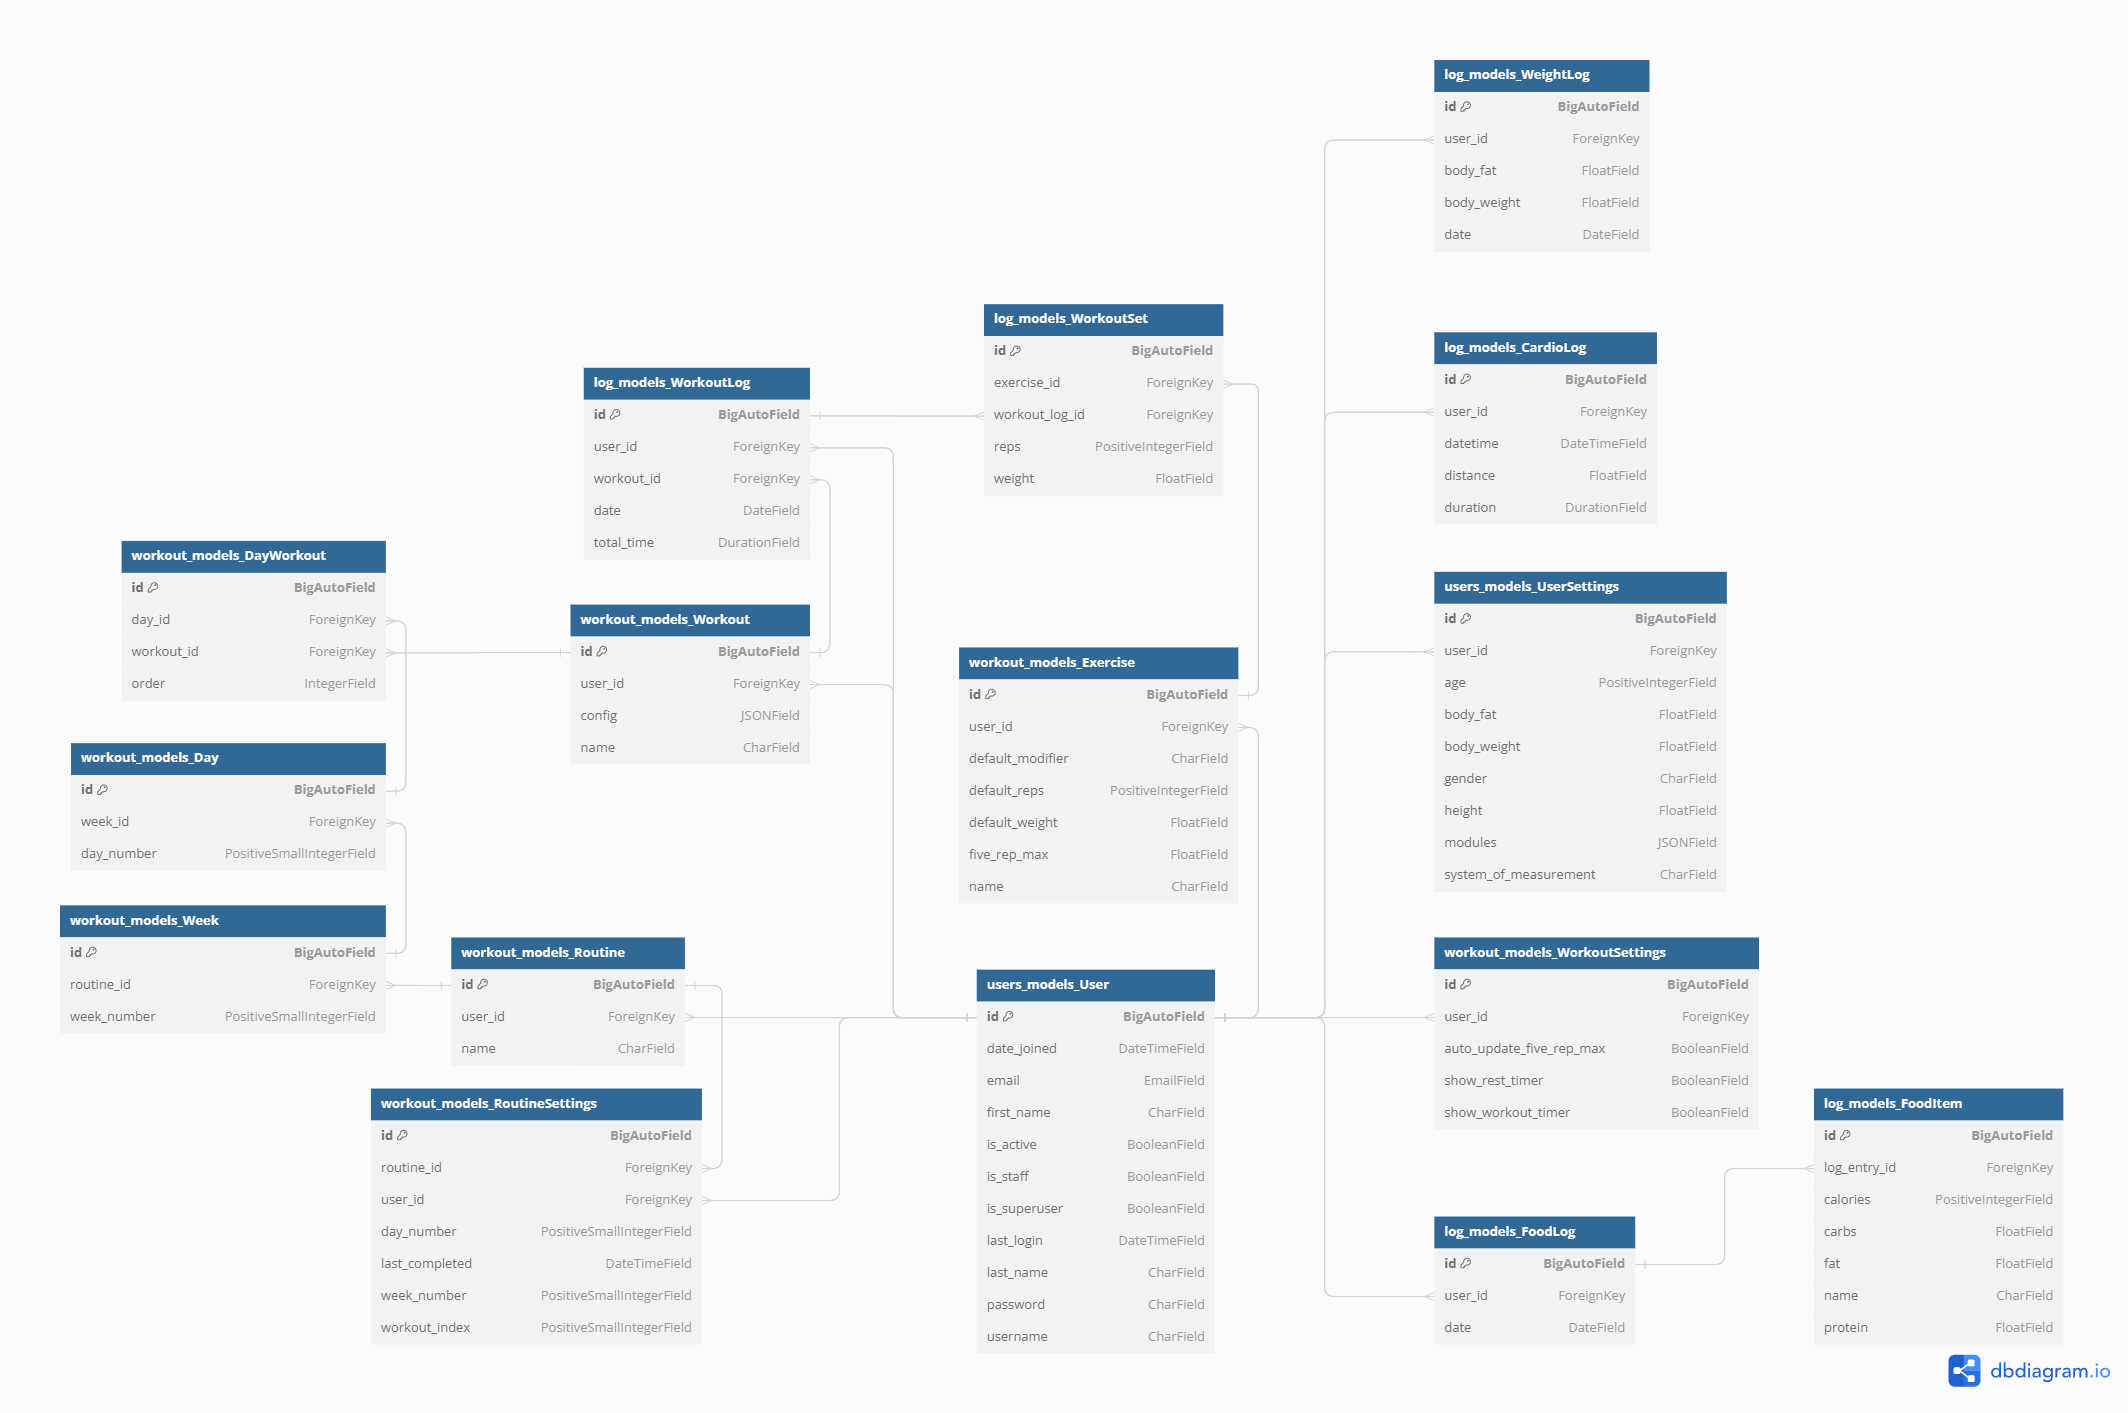 log_models_WeightLog
id BigAutoField
user_id ForeignKey
body_fat FloatField
body_weight FloatField
date DateField
log_models_WorkoutSet
id BigAutoField
exercise_id ForeignKey
workout_log_id ForeignKey
reps PositiveIntegerField
weight FloatField
log_models_CardioLog
id BigAutoField
user_id ForeignKey
datetime DateTimeField
distance FloatField
duration DurationField
log_models_WorkoutLog
id BigAutoField
user_id ForeignKey
workout_id ForeignKey
date DateField
total_time DurationField
workout_models_DayWorkout
id BigAutoField
day_id ForeignKey
workout_id ForeignKey
order IntegerField
users_models_UserSettings
id BigAutoField
user_id ForeignKey
age PositiveIntegerField
body_fat FloatField
body_weight FloatField
gender CharField
height FloatField
modules JSONField
system_of_measurement CharField
workout_models_Workout
id BigAutoField
user_id ForeignKey
config JSONField
name CharField
workout_models_Exercise
id BigAutoField
user_id ForeignKey
default_modifier CharField
default_reps PositiveIntegerField
default_weight FloatField
five_rep_max FloatField
name CharField
workout_models_Day
id BigAutoField
week_id ForeignKey
day_number PositiveSmallIntegerField
workout_models_Week
id BigAutoField
routine_id ForeignKey
week_number PositiveSmallIntegerField
workout_models_Routine
id BigAutoField
user_id ForeignKey
name CharField
workout_models_WorkoutSettings
id BigAutoField
user_id ForeignKey
auto_update_five_rep_max BooleanField
show_rest_timer BooleanField
show_workout_timer BooleanField
users_models_User
id BigAutoField
date_joined DateTimeField
email EmailField
first_name CharField
is_active BooleanField
is_staff BooleanField
is_superuser BooleanField
last_login DateTimeField
last_name CharField
password CharField
username CharField
workout_models_RoutineSettings
id BigAutoField
routine_id ForeignKey
user_id ForeignKey
day_number PositiveSmallIntegerField
last_completed DateTimeField
week_number PositiveSmallIntegerField
workout_index PositiveSmallIntegerField
log_models_FoodItem
id BigAutoField
log_entry_id ForeignKey
calories PositiveIntegerField
carbs FloatField
fat FloatField
name CharField
protein FloatField
log_models_FoodLog
id BigAutoField
user_id ForeignKey
date DateField
dbdiagram.io